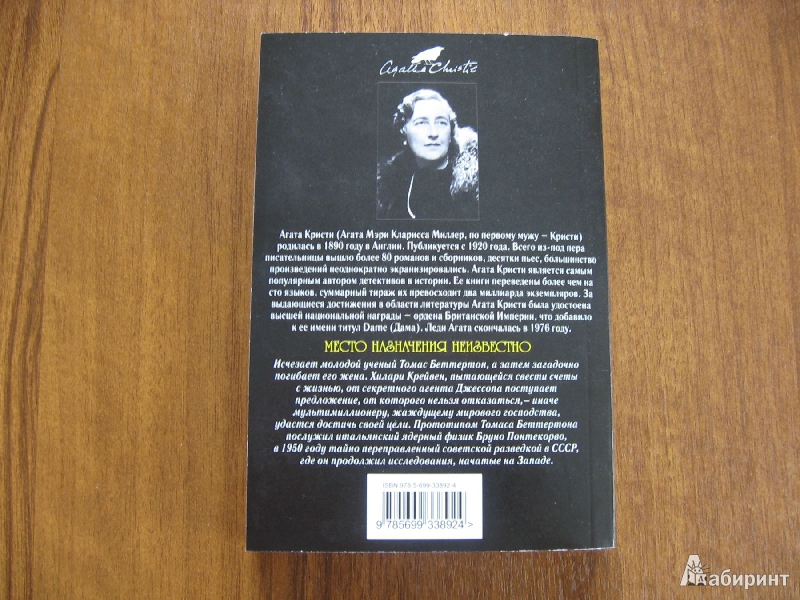 Agatha Christie
Агата Кристи (Агата Мэри Кларисса Миллер, по первому мужу – Кристи)
родилась в 1890 году в Англии. Публикуется с 1920 года. Всего из-под пера
писательницы вышло более 80 романов и сборников, десятки пьес, большинство
произведений неоднократно экранизировались. Агата Кристи является самым
популярным автором детективов в истории. Ее книги переведены более чем на
сто языков, суммарный тираж их превосходит два миллиарда экземпляров. За
выдающиеся достижения в области литературы Агата Кристи была удостоена
высшей национальной награды – ордена Британской Империи, что добавило
к ее имени титул Dame (Дама). Леди Агата скончалась в 1976 году.
МЕСТО НАЗНАЧЕНИЯ НЕИЗВЕСТНО
Исчезает молодой ученый Томас Беттертон, а затем загадочно
погибает его жена. Хилари Крейвен, пытающейся свести счеты
с жизнью, от секретного агента Джессопа поступает
предложение, от которого нельзя отказаться,– иначе
мультимиллионеру, жаждущему мирового господства,
удастся достичь своей цели. Прототипом Томаса Беттертона
послужил итальянский ядерный физик Бруно Понтекорво,
в 1950 году тайно переправленный советской разведкой в СССР,
где он продолжил исследования, начатые на Западе.
ISBN 978-5-699-33892-4
9 785699 338924 >
Лабиринт